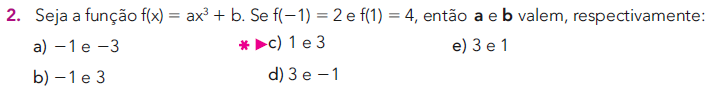 2. Seja a função f(x) = ax³ + b. Se f(−1) = 2 e f(1) = 4, então a e b valem, respectivamente:
a) −1 e −3 * ▶c) 1 e 3 e) 3 e 1
b) −1 e 3 d) 3 e −1